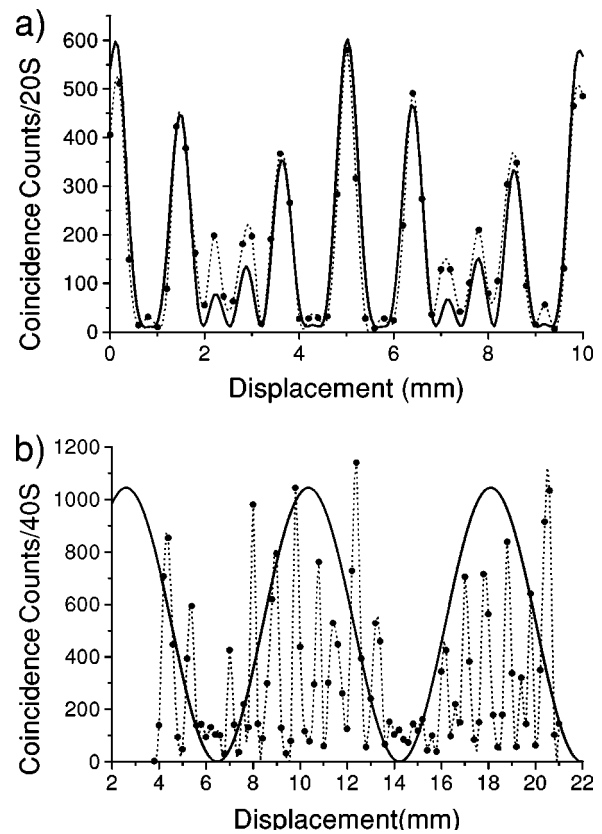 a)
600
500
400
300
200
100
0
0 2 4 6 8 10
Coincidence Counts/20S
Displacement (mm)
b)
1200
1000
800
600
400
200
0
2 4 6 8 10 12 14 16 18 20 22
Coincidence Counts/40S
Displacement(mm)